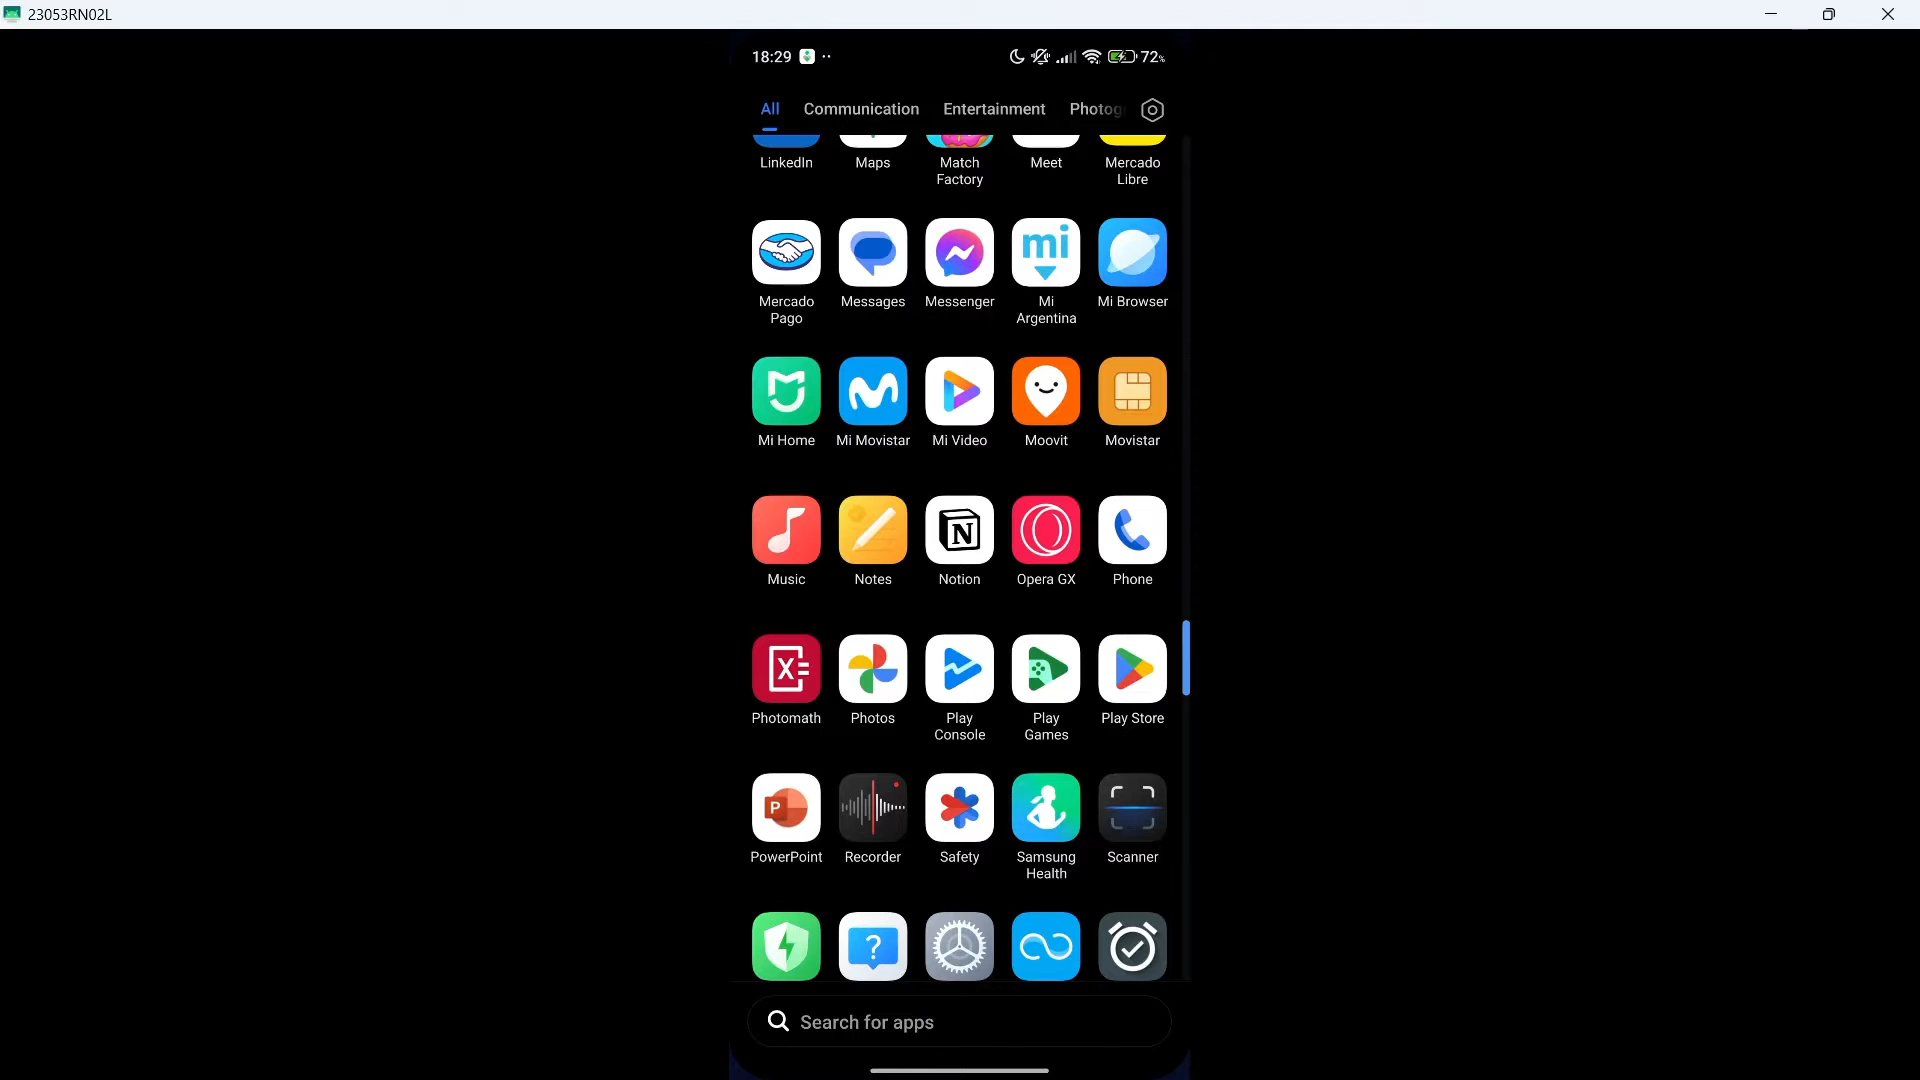 23053RN02L
18:29 72%
All Communication Entertainment Photog
LinkedIn Maps Match Factory Meet Mercado Libre
Mercado Pago Messages Messenger Mi Argentina Mi Browser
Mi Home Mi Movistar Mi Video Moovit Movistar
Music Notes Notion Opera GX Phone
Photomath Photos Play Console Play Games Play Store
PowerPoint Recorder Safety Samsung Health Scanner
Search for apps